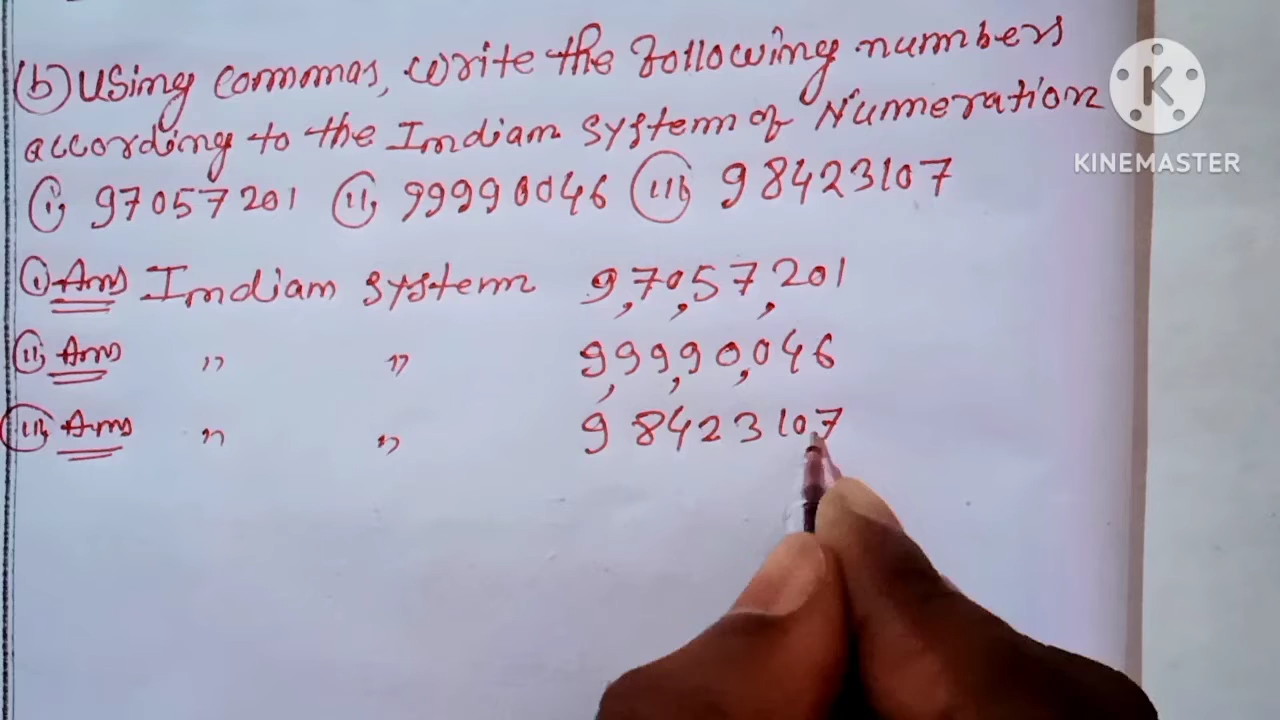 (b) Using commas, write the following numbers
according to the Indian system of Numeration
(i) 97057201 (ii) 99990046 (iii) 98423107
K
KINEMASTER
(i) Ans Indian system 9,70,57,201
(ii) Ans " " 9,99,90,046
(iii) Ans " " 98423107